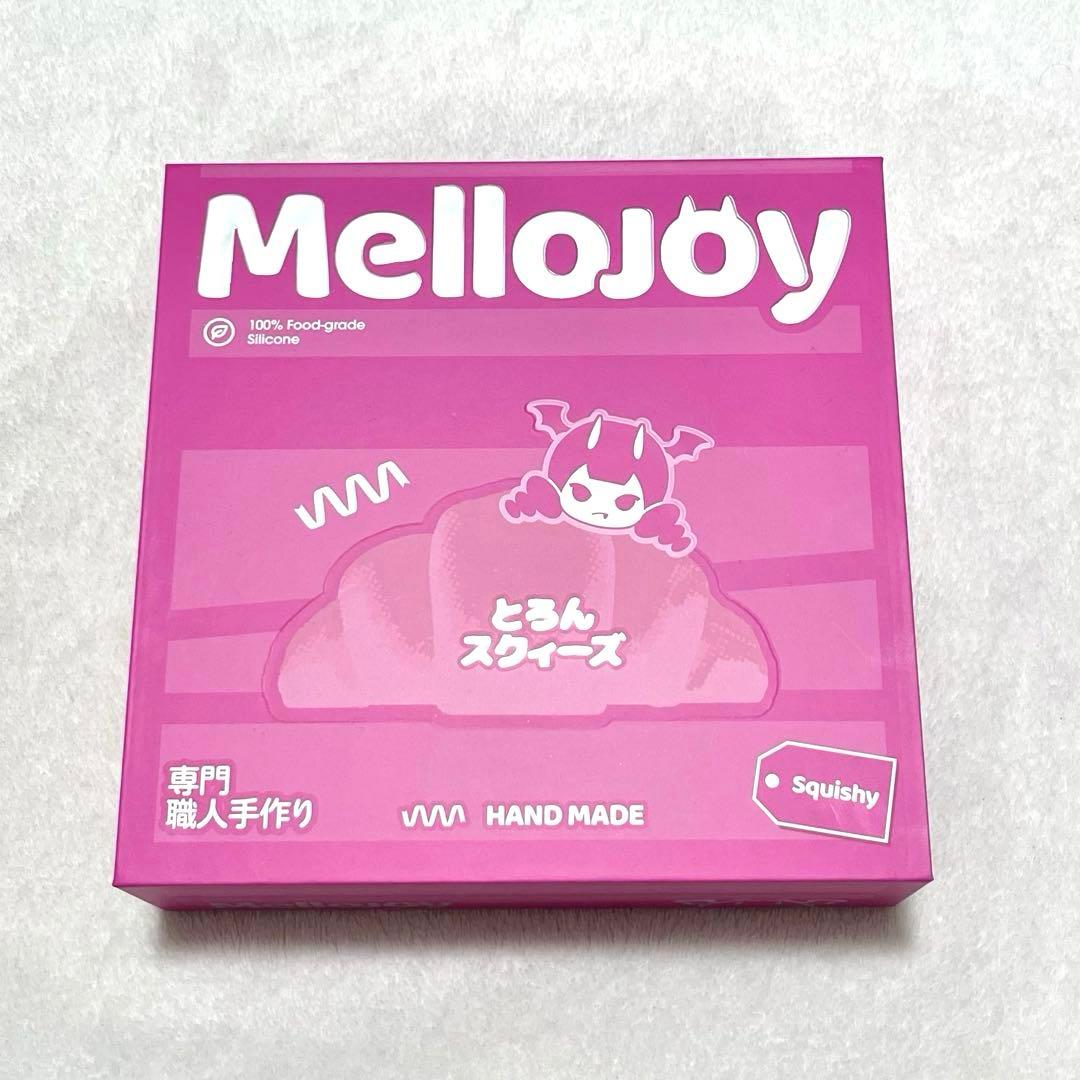 Mellojoy
100% Food-grade
Silicone
とろん
スクィーズ
専門
職人手作り
HAND MADE
Squishy
Mellojoy